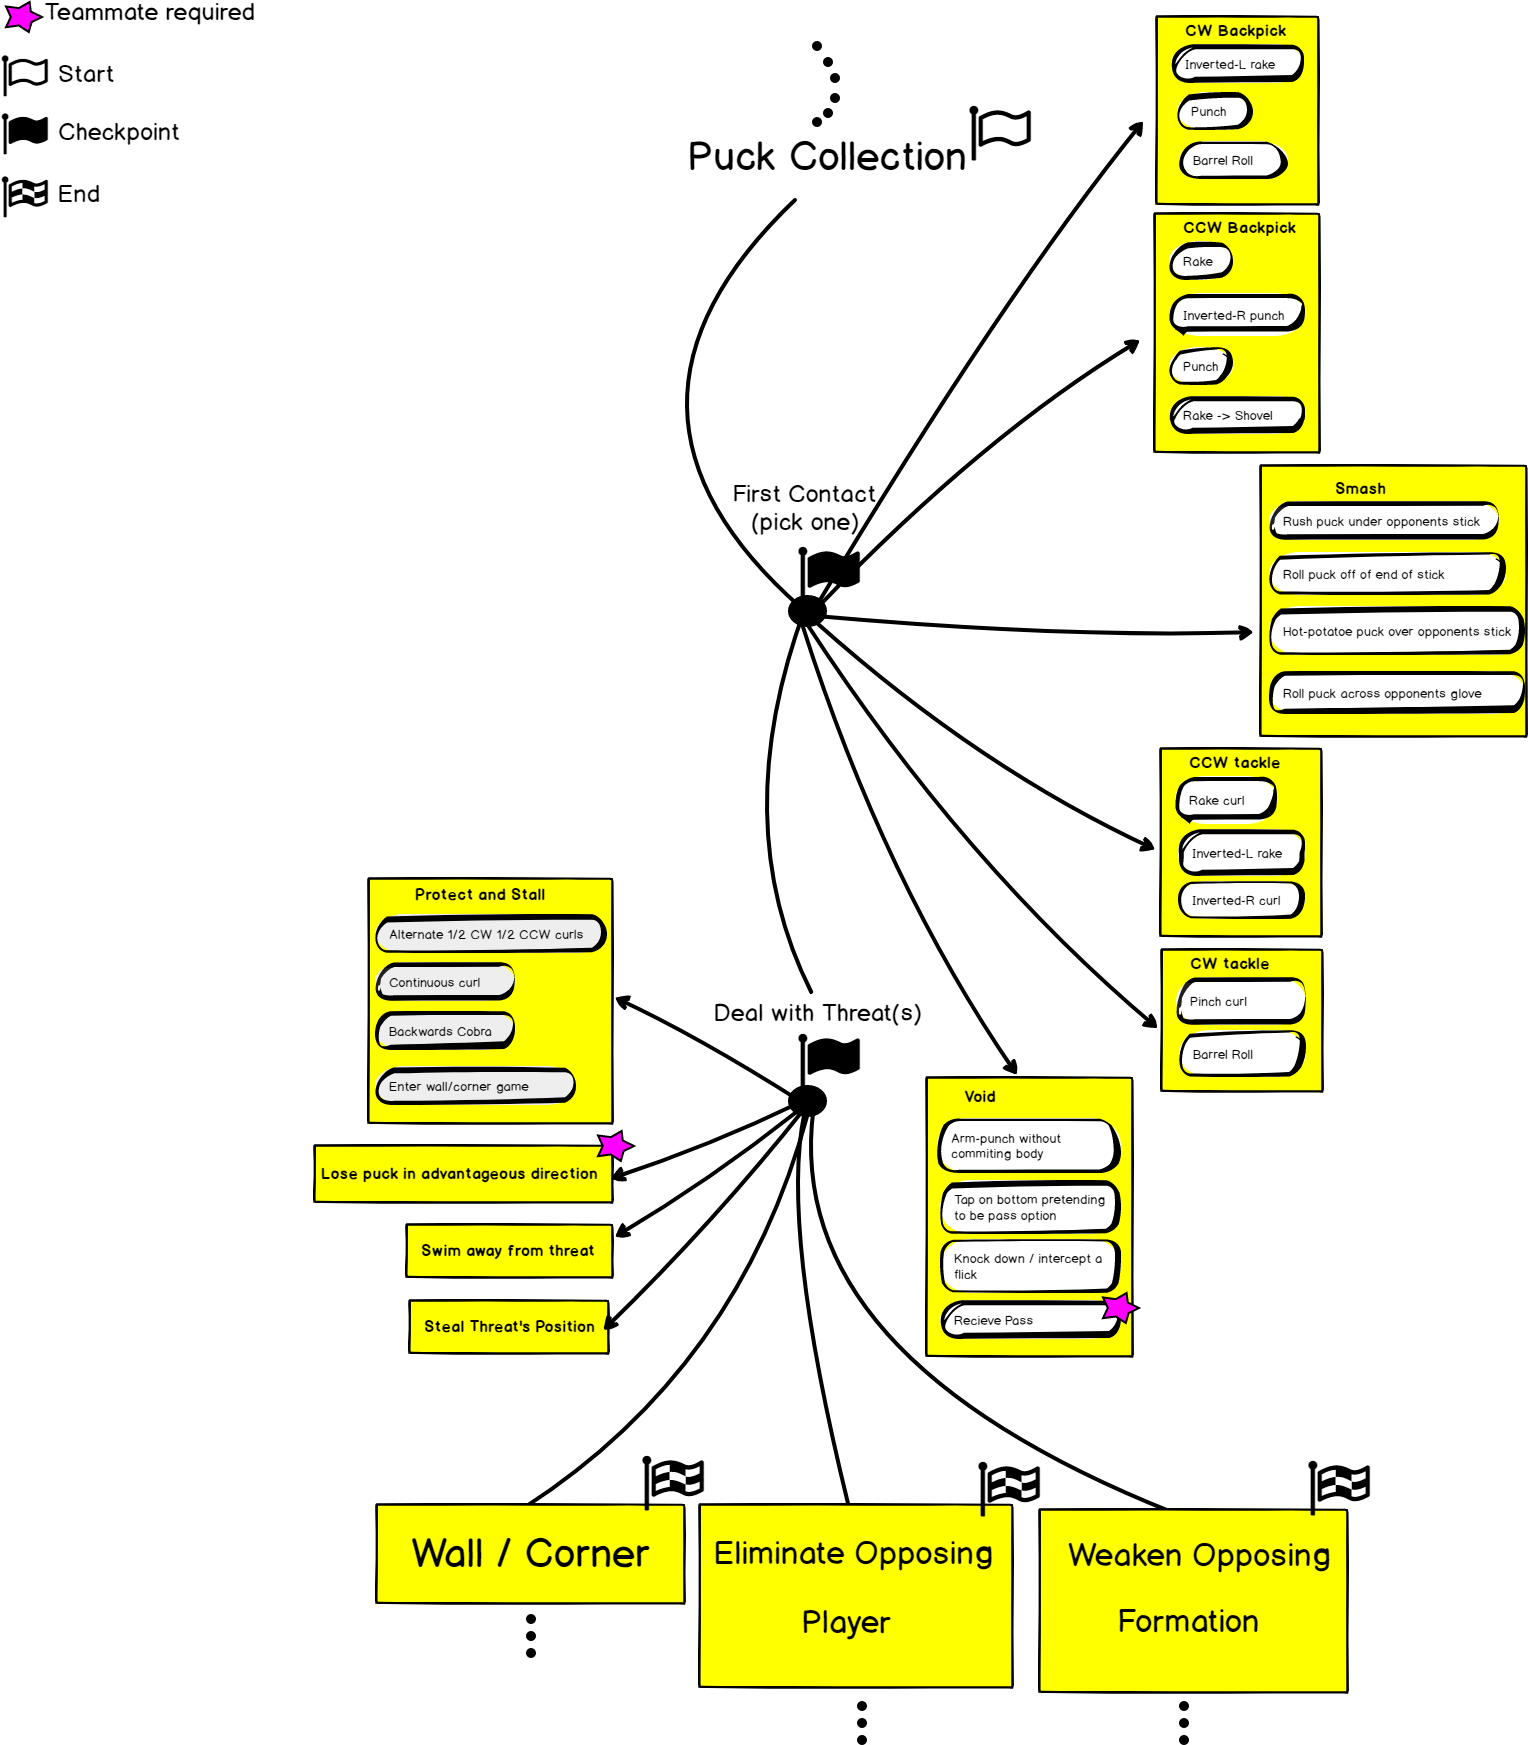 Teammate required
Start
Checkpoint
End
Puck Collection
CW Backpick
Inverted-L rake
Punch
Barrel Roll
CCW Backpick
Rake
Inverted-R punch
Punch
Rake -> Shovel
First Contact
(pick one)
Smash
Rush puck under opponents stick
Roll puck off of end of stick
Hot-potatoe puck over opponents stick
Roll puck across opponents glove
CCW tackle
Rake curl
Inverted-L rake
Inverted-R curl
CW tackle
Pinch curl
Barrel Roll
Void
Arm-punch without
commiting body
Tap on bottom pretending
to be pass option
Knock down / intercept a
flick
Recieve Pass
Deal with Threat(s)
Protect and Stall
Alternate 1/2 CW 1/2 CCW curls
Continuous curl
Backwards Cobra
Enter wall/corner game
Lose puck in advantageous direction
Swim away from threat
Steal Threat's Position
Wall / Corner
Eliminate Opposing
Player
Weaken Opposing
Formation